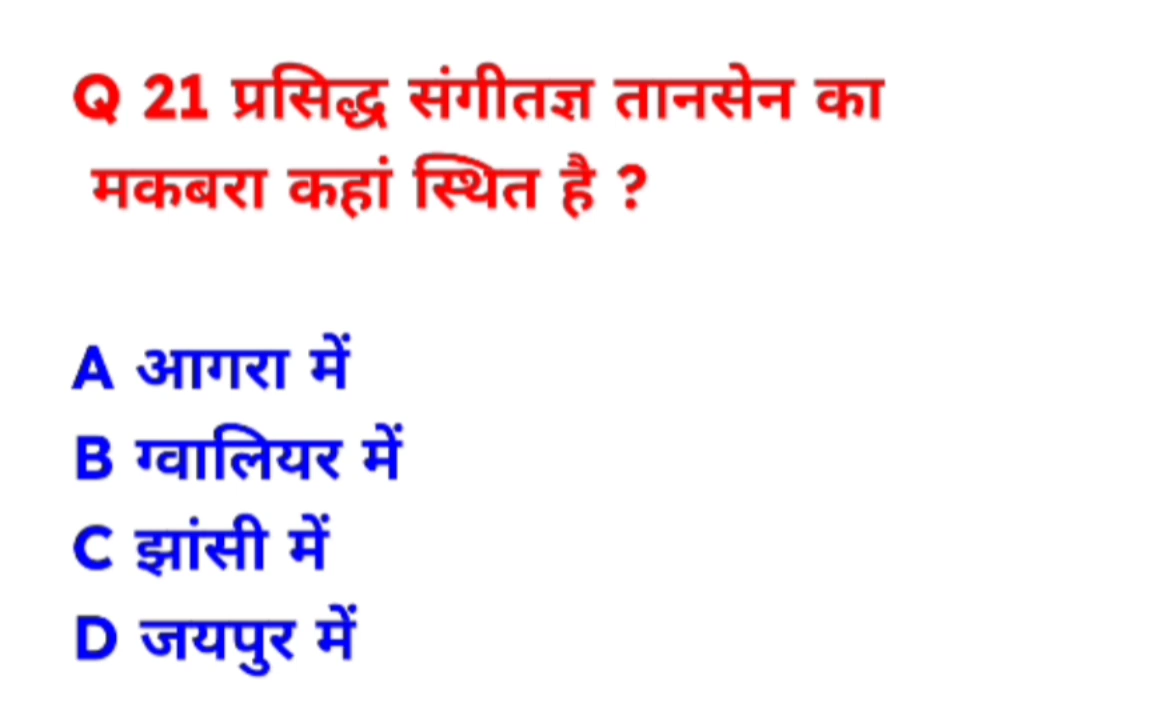 Q 21 प्रसिद्ध संगीतज्ञ तानसेन का
मकबरा कहां स्थित है ?
A आगरा में
B ग्वालियर में
C झांसी में
D जयपुर में